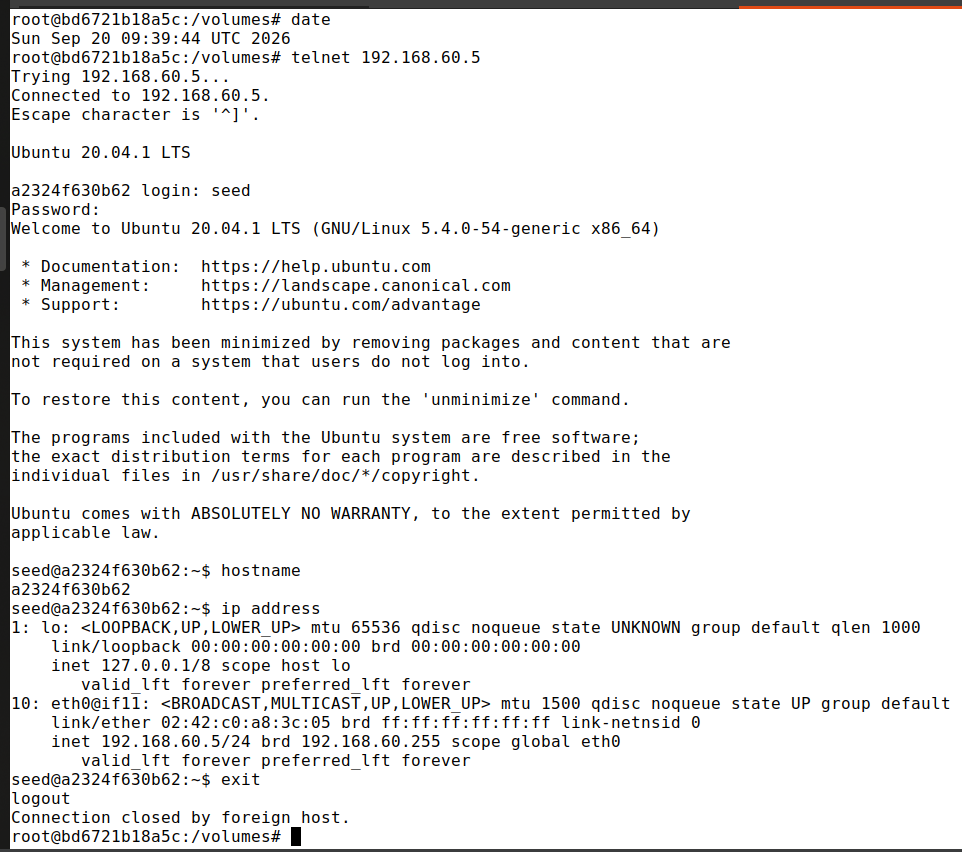 root@bd6721b18a5c:/volumes# date
Sun Sep 20 09:39:44 UTC 2026
root@bd6721b18a5c:/volumes# telnet 192.168.60.5
Trying 192.168.60.5...
Connected to 192.168.60.5.
Escape character is '^]'.
Ubuntu 20.04.1 LTS
a2324f630b62 login: seed
Password:
Welcome to Ubuntu 20.04.1 LTS (GNU/Linux 5.4.0-54-generic x86_64)
 * Documentation:  https://help.ubuntu.com
 * Management:     https://landscape.canonical.com
 * Support:        https://ubuntu.com/advantage
This system has been minimized by removing packages and content that are
not required on a system that users do not log into.
To restore this content, you can run the 'unminimize' command.
The programs included with the Ubuntu system are free software;
the exact distribution terms for each program are described in the
individual files in /usr/share/doc/*/copyright.
Ubuntu comes with ABSOLUTELY NO WARRANTY, to the extent permitted by
applicable law.
seed@a2324f630b62:~$ hostname
a2324f630b62
seed@a2324f630b62:~$ ip address
1: lo: <LOOPBACK,UP,LOWER_UP> mtu 65536 qdisc noqueue state UNKNOWN group default qlen 1000
    link/loopback 00:00:00:00:00:00 brd 00:00:00:00:00:00
    inet 127.0.0.1/8 scope host lo
       valid_lft forever preferred_lft forever
10: eth0@if11: <BROADCAST,MULTICAST,UP,LOWER_UP> mtu 1500 qdisc noqueue state UP group default
    link/ether 02:42:c0:a8:3c:05 brd ff:ff:ff:ff:ff:ff link-netnsid 0
    inet 192.168.60.5/24 brd 192.168.60.255 scope global eth0
       valid_lft forever preferred_lft forever
seed@a2324f630b62:~$ exit
logout
Connection closed by foreign host.
root@bd6721b18a5c:/volumes#